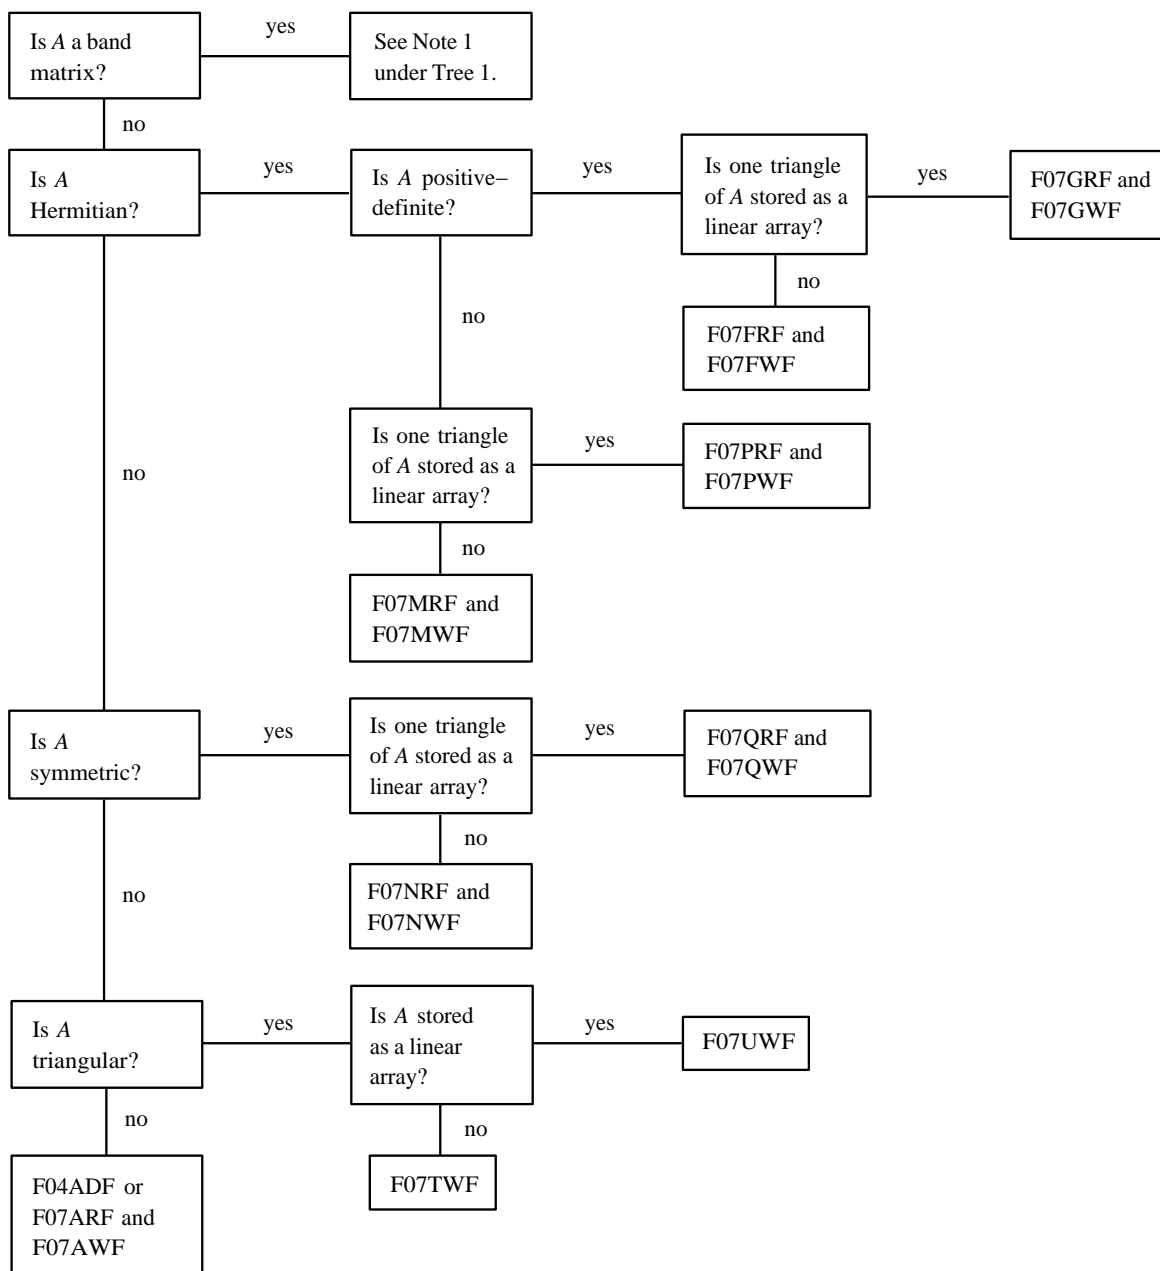 Is A a band
matrix?
yes
See Note 1
under Tree 1.
no
Is A
Hermitian?
yes
Is A positive–
definite?
yes
Is one triangle
of A stored as a
linear array?
yes
F07GRF and
F07GWF
no
F07FRF and
F07FWF
no
Is one triangle
of A stored as a
linear array?
yes
F07PRF and
F07PWF
no
F07MRF and
F07MWF
no
Is A
symmetric?
yes
Is one triangle
of A stored as a
linear array?
yes
F07QRF and
F07QWF
no
F07NRF and
F07NWF
no
Is A
triangular?
yes
Is A stored
as a linear
array?
yes
F07UWF
no
F07TWF
no
F04ADF or
F07ARF and
F07AWF